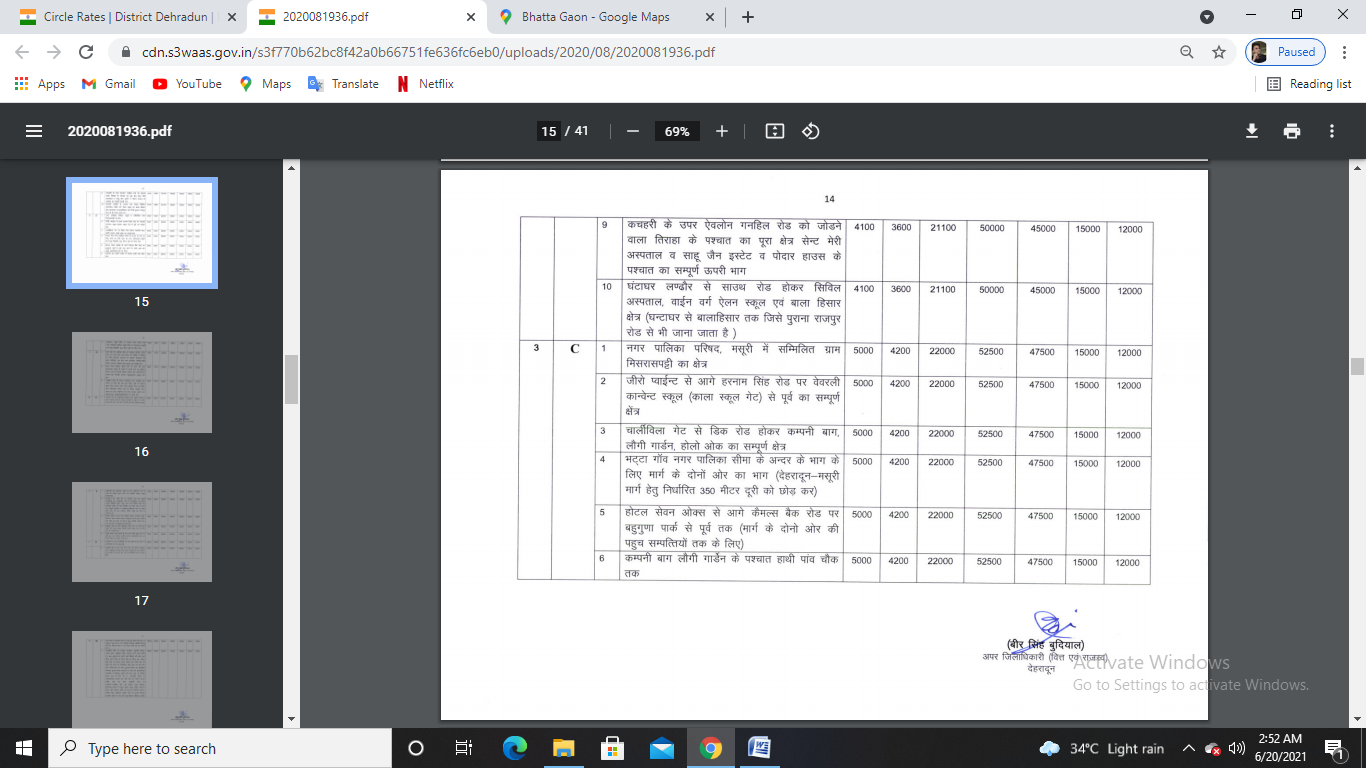 Circle Rates | District Dehradun |
2020081936.pdf
Bhatta Gaon - Google Maps
cdn.s3waas.gov.in/s3f770b62bc8f42a0b66751fe636fc6eb0/uploads/2020/08/2020081936.pdf
Paused
Apps Gmail YouTube Maps Translate Netflix Reading list
2020081936.pdf 15 / 41 69%
15
16
17
14
9 कचहरी के उपर ऐवलोन गनहिल रोड को जोडने 4100 3600 21100 50000 45000 15000 12000
वाला तिराहा के पश्चात का पूरा क्षेत्र सेन्ट मेरी
अस्पताल व साहू जैन इस्टेट व पोदार हाउस के
पश्चात का सम्पूर्ण ऊपरी भाग
10 घंटाघर लण्ढौर से साउथ रोड होकर सिविल 4100 3600 21100 50000 45000 15000 12000
अस्पताल, वाईन वर्ग ऐलन स्कूल एवं बाला हिसार
क्षेत्र (घन्टाघर से बालाहिसार तक जिसे पुराना राजपुर
रोड से भी जाना जाता है )
3 C 1 नगर पालिका परिषद, मसूरी में सम्मिलित ग्राम 5000 4200 22000 52500 47500 15000 12000
मिसरासपट्टी का क्षेत्र
2 जीरो प्वाईन्ट से आगे हरनाम सिंह रोड पर वेवरली 5000 4200 22000 52500 47500 15000 12000
कान्वेन्ट स्कूल (काला स्कूल गेट) से पूर्व का सम्पूर्ण
क्षेंत्र
3 चार्लीविला गेट से डिक रोड होकर कम्पनी बाग, 5000 4200 22000 52500 47500 15000 12000
लौगी गार्डन, होलो ओक का सम्पूर्ण क्षेत्र
4 भट्टा गॉव नगर पालिका सीमा के अन्दर के भाग के 5000 4200 22000 52500 47500 15000 12000
लिए मार्ग के दोनों ओर का भाग (देहरादून–मसूरी
मार्ग हेतु निर्धारित 350 मीटर दूरी को छोड़ कर)
5 होटल सेवन ओक्स से आगे कैमल्स बैक रोड पर 5000 4200 22000 52500 47500 15000 12000
बहुगुणा पार्क से पूर्व तक (मार्ग के दोनो ओर की
पहुच सम्पत्तियों तक के लिए)
6 कम्पनी बाग लौगी गार्डेन के पश्चात हाथी पांव चौक 5000 4200 22000 52500 47500 15000 12000
तक
(बीर सिंह बुदियाल)
अपर जिलाधिकारी (वित्त एवं राजस्व)
देहरादून
Activate Windows
Go to Settings to activate Windows.
Type here to search
34°C Light rain
2:52 AM
6/20/2021
1